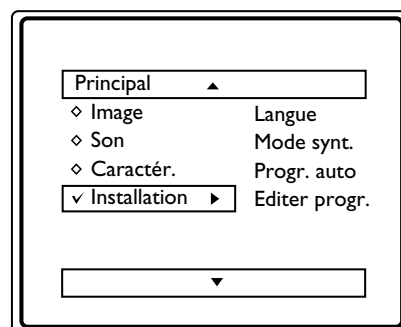 Principal
Image
Son
Caractér.
Installation
Langue
Mode synt.
Progr. auto
Editer progr.